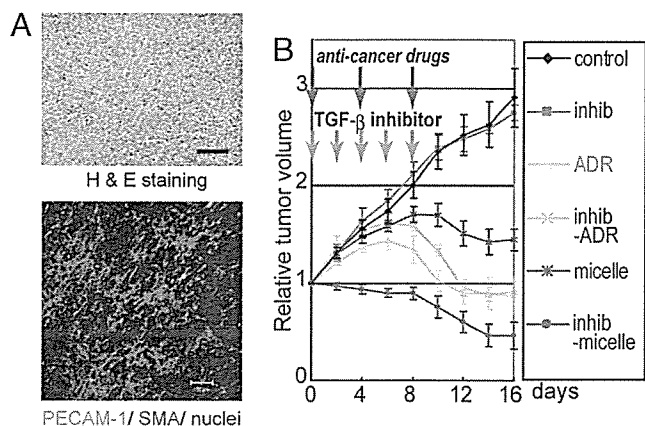 A
H & E staining
PECAM-1/ SMA/ nuclei
B
anti-cancer drugs
TGF-β inhibitor
Relative tumor volume
3
2
1
0
0 4 8 12 16 days
control
inhib
ADR
inhib
-ADR
micelle
inhib
-micelle